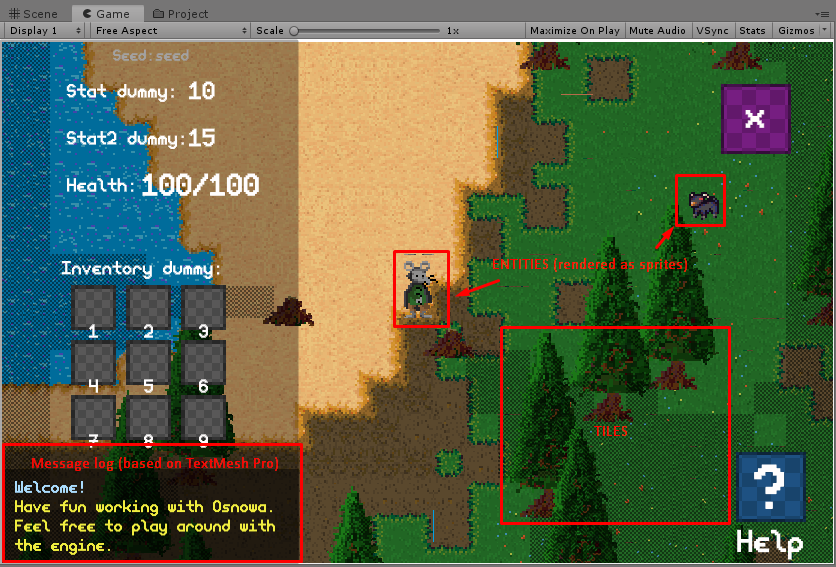 Scene Game Project
Display 1 Free Aspect Scale 1x Maximize On Play Mute Audio VSync Stats Gizmos
Seed:seed
Stat dummy: 10
Stat2 dummy:15
Health:100/100
x
ENTITIES (rendered as sprites)
Inventory dummy:
1 2 3
4 5 6
7 8 9
TILES
Message log (based on TextMesh Pro)
Welcome!
Have fun working with Osnowa.
Feel free to play around with
the engine.
?
Help